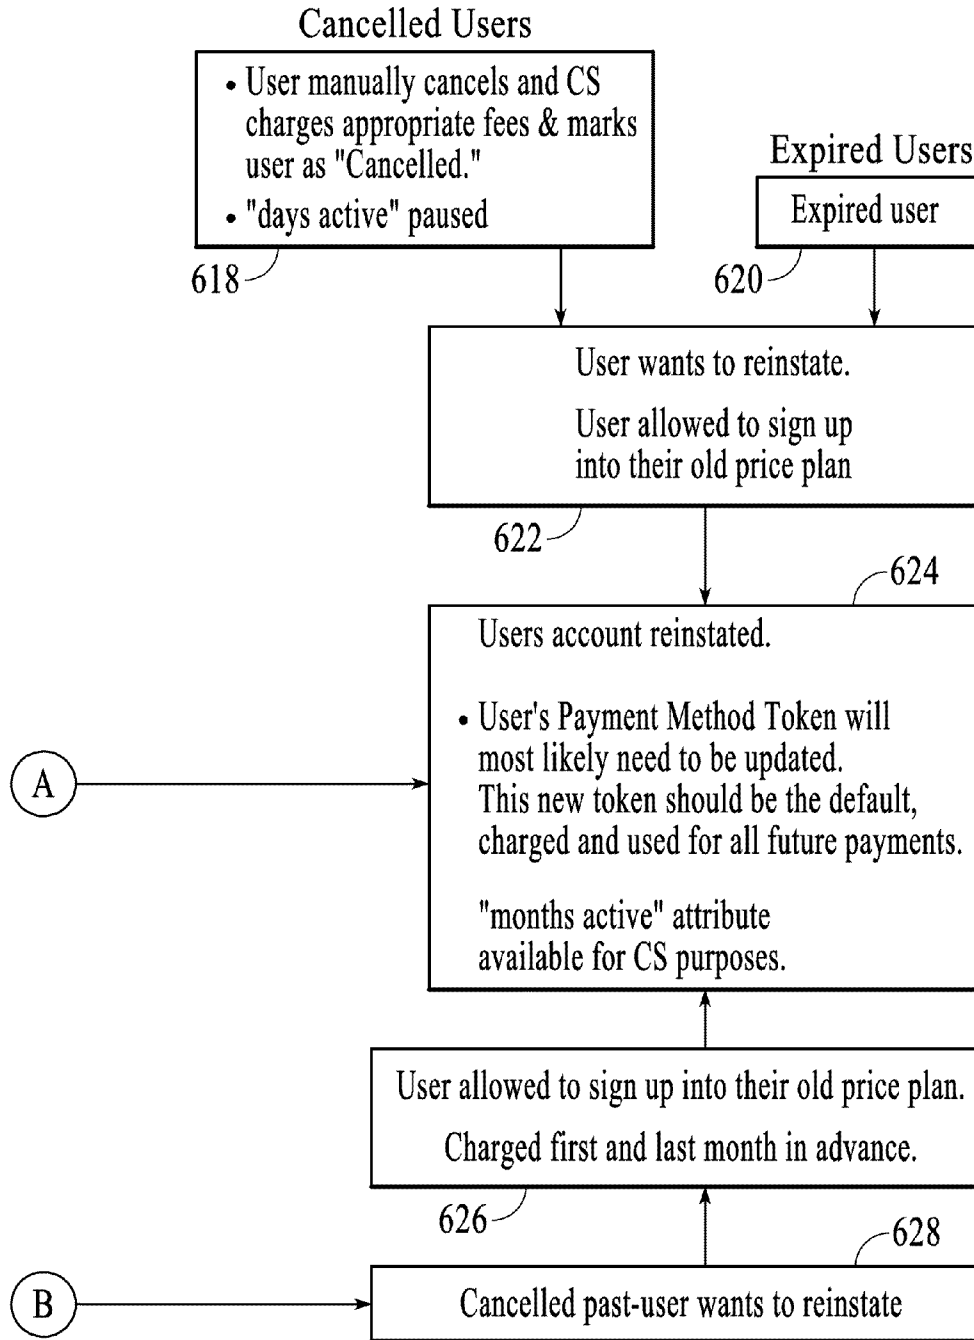 Cancelled Users
• User manually cancels and CS
charges appropriate fees & marks
user as "Cancelled."
• "days active" paused
618
Expired Users
Expired user
620
User wants to reinstate.
User allowed to sign up
into their old price plan
622
624
Users account reinstated.
• User's Payment Method Token will
most likely need to be updated.
This new token should be the default,
charged and used for all future payments.
"months active" attribute
available for CS purposes.
A
User allowed to sign up into their old price plan.
Charged first and last month in advance.
626
628
B
Cancelled past-user wants to reinstate